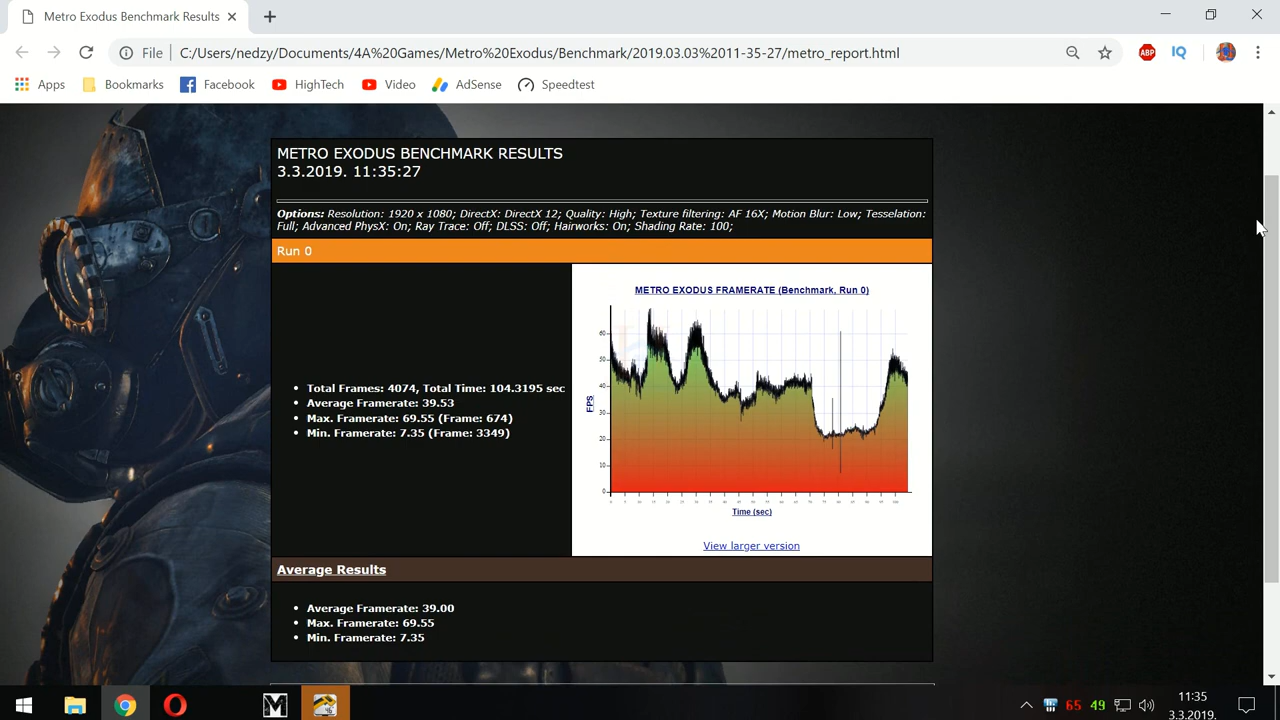 Metro Exodus Benchmark Results
File C:/Users/nedzy/Documents/4A%20Games/Metro%20Exodus/Benchmark/2019.03.03%2011-35-27/metro_report.html
ABP IQ
Apps Bookmarks Facebook HighTech Video AdSense Speedtest
METRO EXODUS BENCHMARK RESULTS
3.3.2019. 11:35:27
Options: Resolution: 1920 x 1080; DirectX: DirectX 12; Quality: High; Texture filtering: AF 16X; Motion Blur: Low; Tesselation:
Full; Advanced PhysX: On; Ray Trace: Off; DLSS: Off; Hairworks: On; Shading Rate: 100;
Run 0
• Total Frames: 4074, Total Time: 104.3195 sec
• Average Framerate: 39.53
• Max. Framerate: 69.55 (Frame: 674)
• Min. Framerate: 7.35 (Frame: 3349)
METRO EXODUS FRAMERATE (Benchmark, Run 0)
60
50
40
30
20
10
0
FPS
Time (sec)
View larger version
Average Results
• Average Framerate: 39.00
• Max. Framerate: 69.55
• Min. Framerate: 7.35
65 49
11:35
3.3.2019.